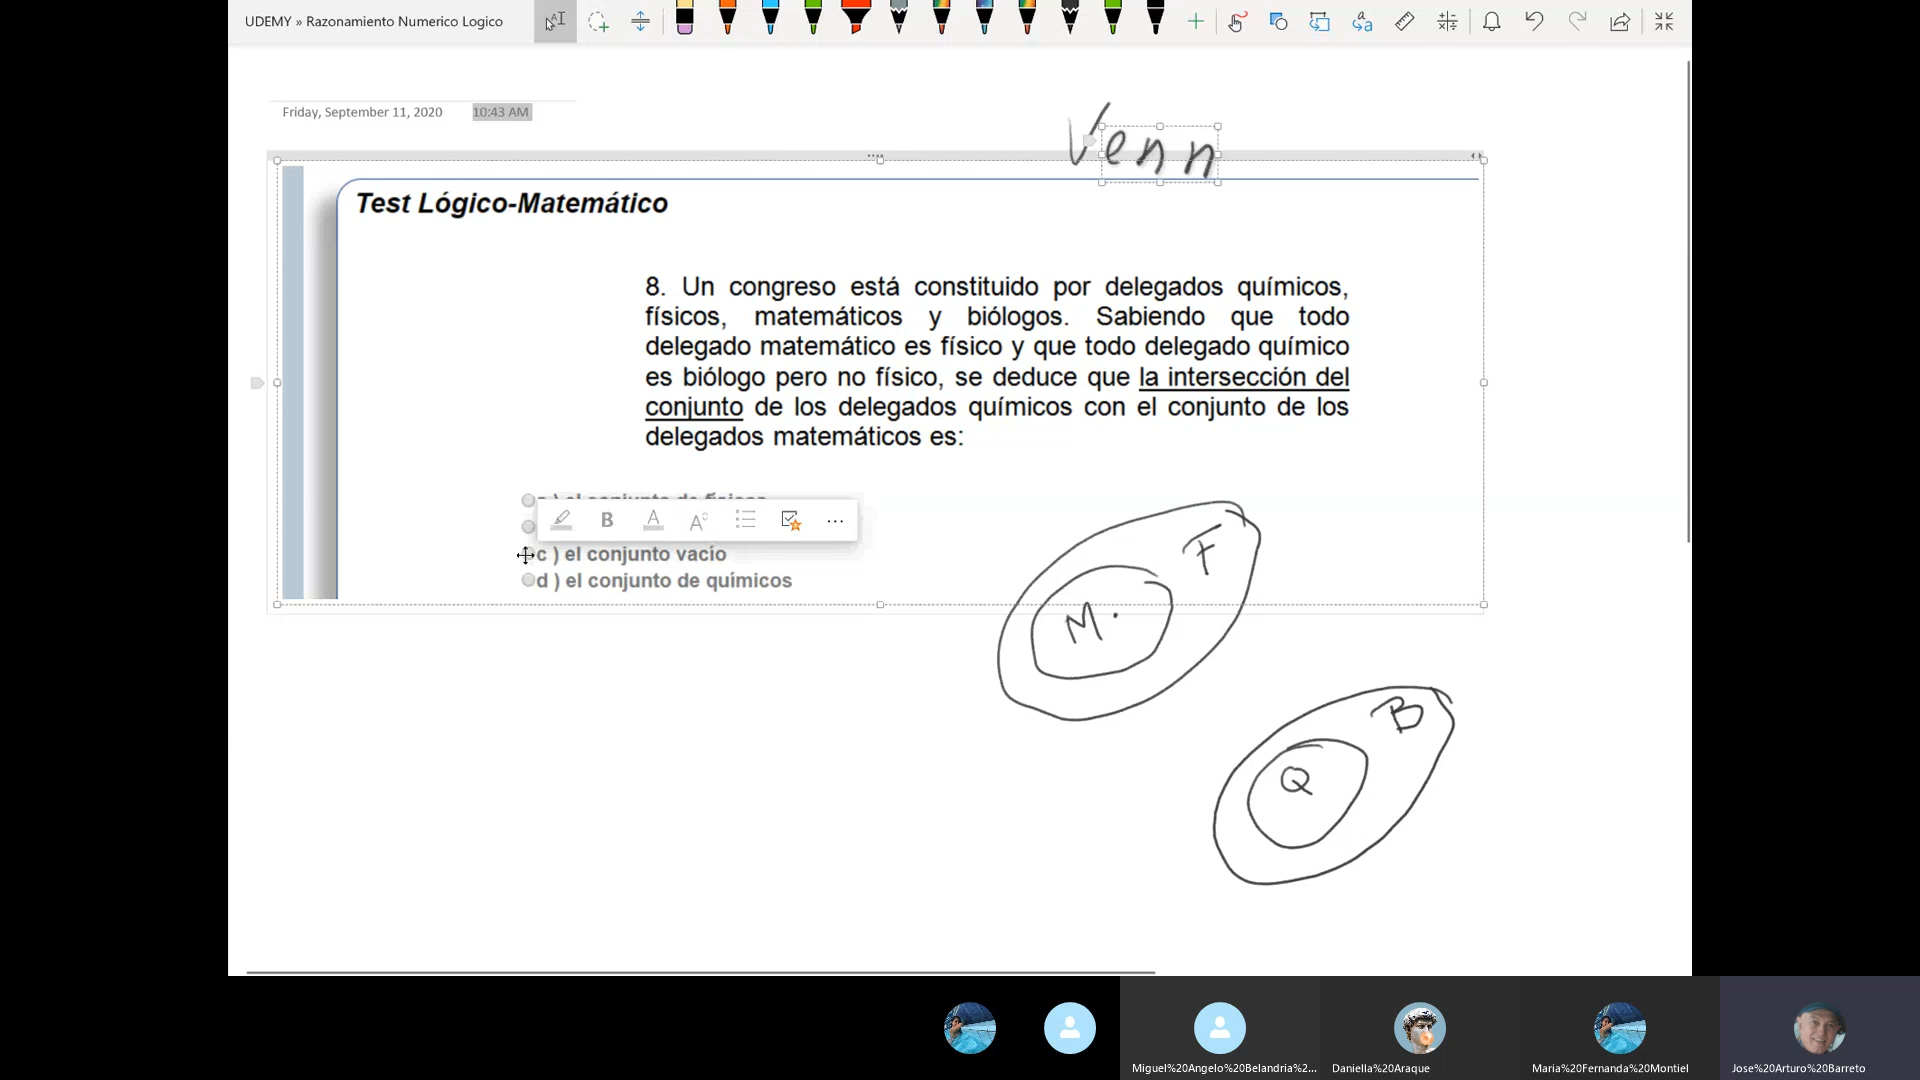 UDEMY » Razonamiento Numerico Logico
Friday, September 11, 2020 10:43 AM
Venn
Test Lógico-Matemático
8. Un congreso está constituido por delegados químicos,
físicos, matemáticos y biólogos. Sabiendo que todo
delegado matemático es físico y que todo delegado químico
es biólogo pero no físico, se deduce que la intersección del
conjunto de los delegados químicos con el conjunto de los
delegados matemáticos es:
a ) el conjunto de físicos
c ) el conjunto vacío
d ) el conjunto de químicos
F
M.
B
Q
Miguel%20Angelo%20Belandria%2... Daniella%20Araque Maria%20Fernanda%20Montiel Jose%20Arturo%20Barreto